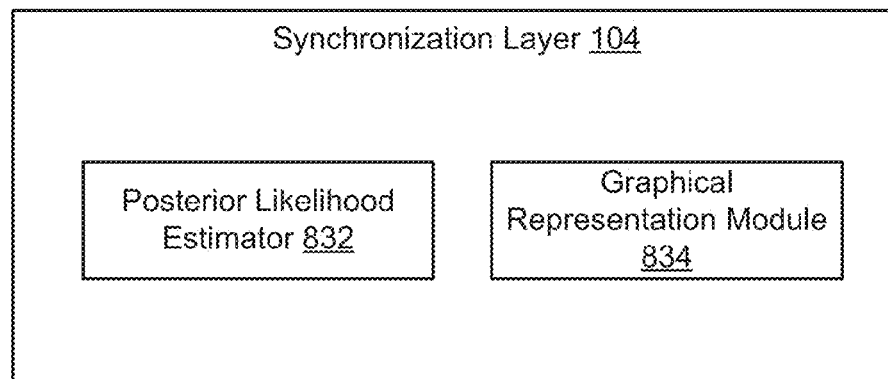 Synchronization Layer 104
Posterior Likelihood
Estimator 832
Graphical
Representation Module
834